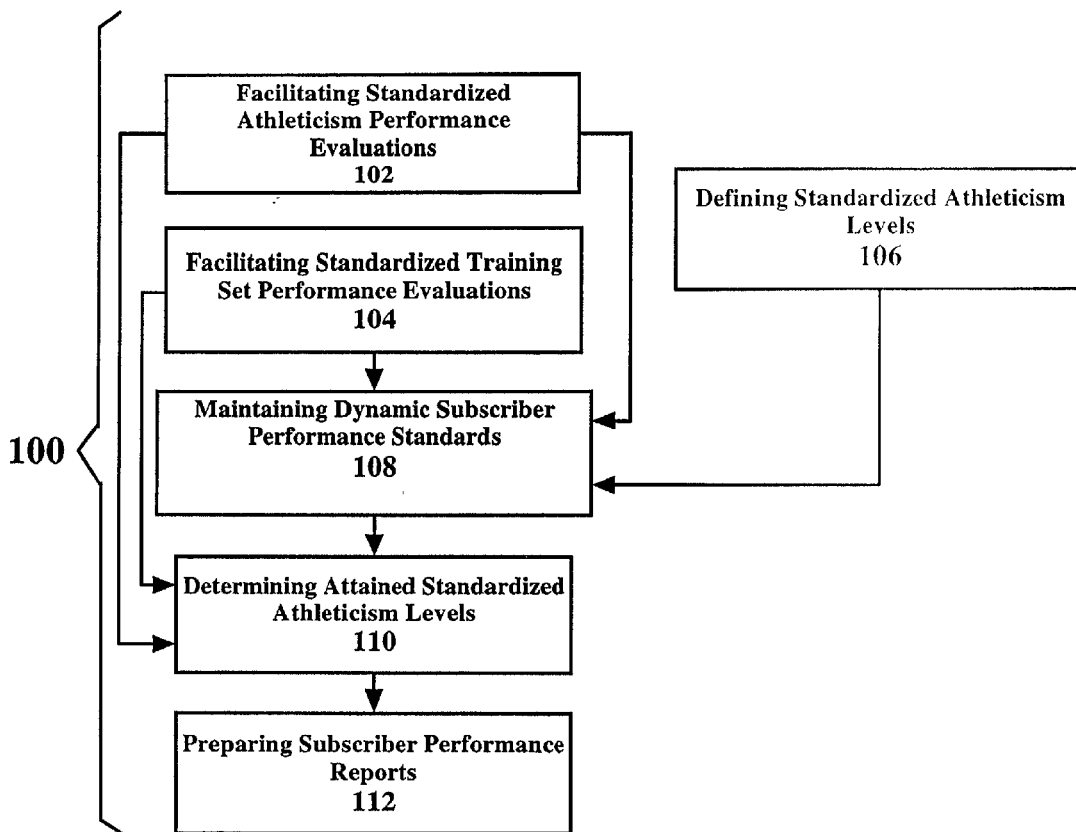 Facilitating Standardized
Athleticism Performance
Evaluations
102
Defining Standardized Athleticism
Levels
106
Facilitating Standardized Training
Set Performance Evaluations
104
Maintaining Dynamic Subscriber
Performance Standards
108
100
Determining Attained Standardized
Athleticism Levels
110
Preparing Subscriber Performance
Reports
112